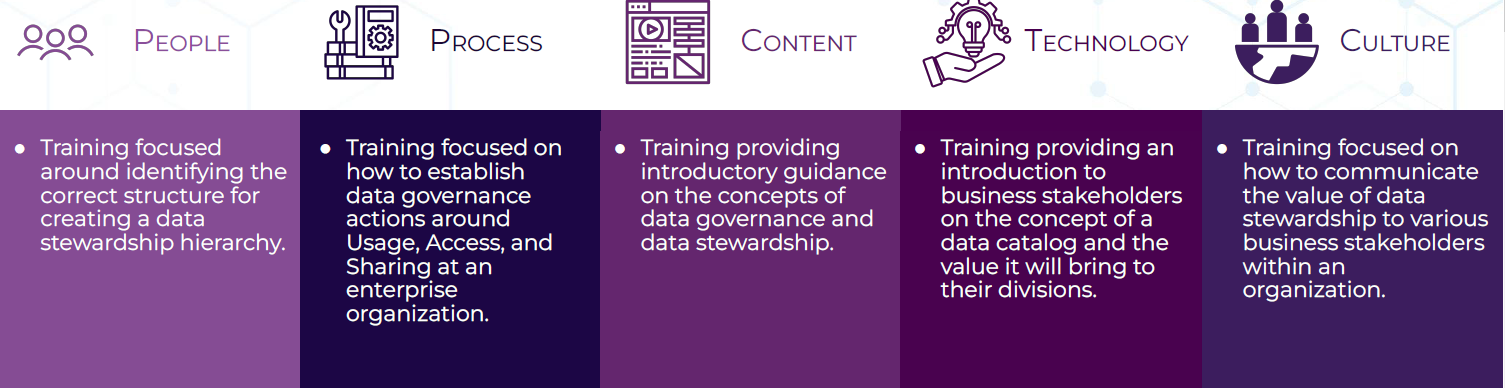 PEOPLE
PROCESS
CONTENT
TECHNOLOGY
CULTURE
● Training focused
around identifying the
correct structure for
creating a data
stewardship hierarchy.
● Training focused on
how to establish
data governance
actions around
Usage, Access, and
Sharing at an
enterprise
organization.
● Training providing
introductory guidance
on the concepts of
data governance and
data stewardship.
● Training providing an
introduction to
business stakeholders
on the concept of a
data catalog and the
value it will bring to
their divisions.
● Training focused on
how to communicate
the value of data
stewardship to various
business stakeholders
within an
organization.